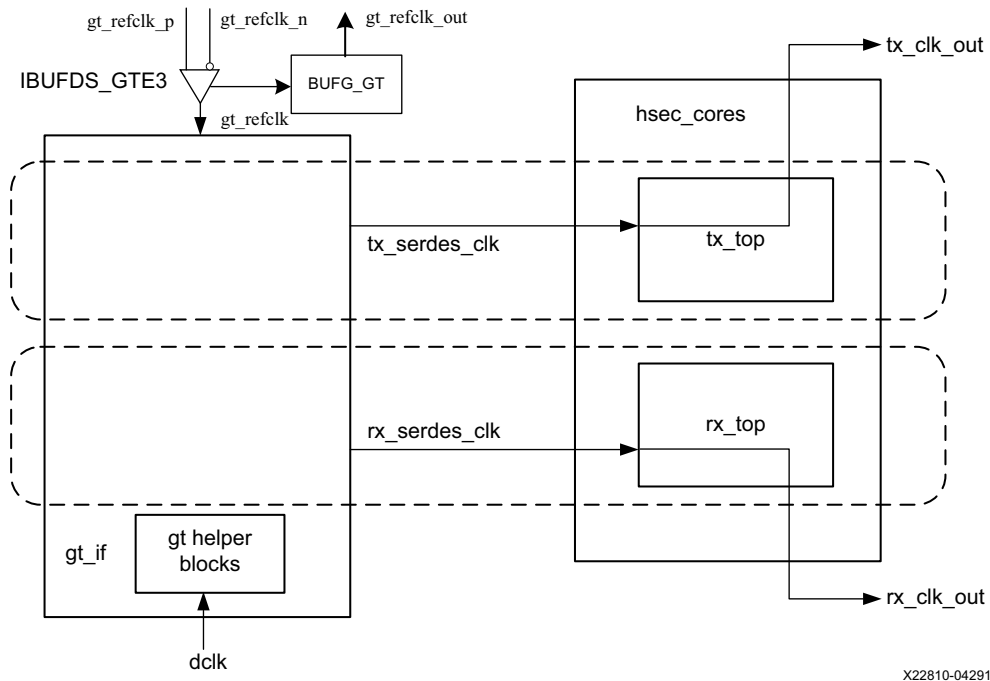 gt_refclk_p
gt_refclk_n
gt_refclk_out
tx_clk_out
IBUFDS_GTE3
BUFG_GT
gt_refclk
hsec_cores
tx_serdes_clk
tx_top
rx_serdes_clk
rx_top
gt_if
gt helper
blocks
rx_clk_out
dclk
X22810-04291